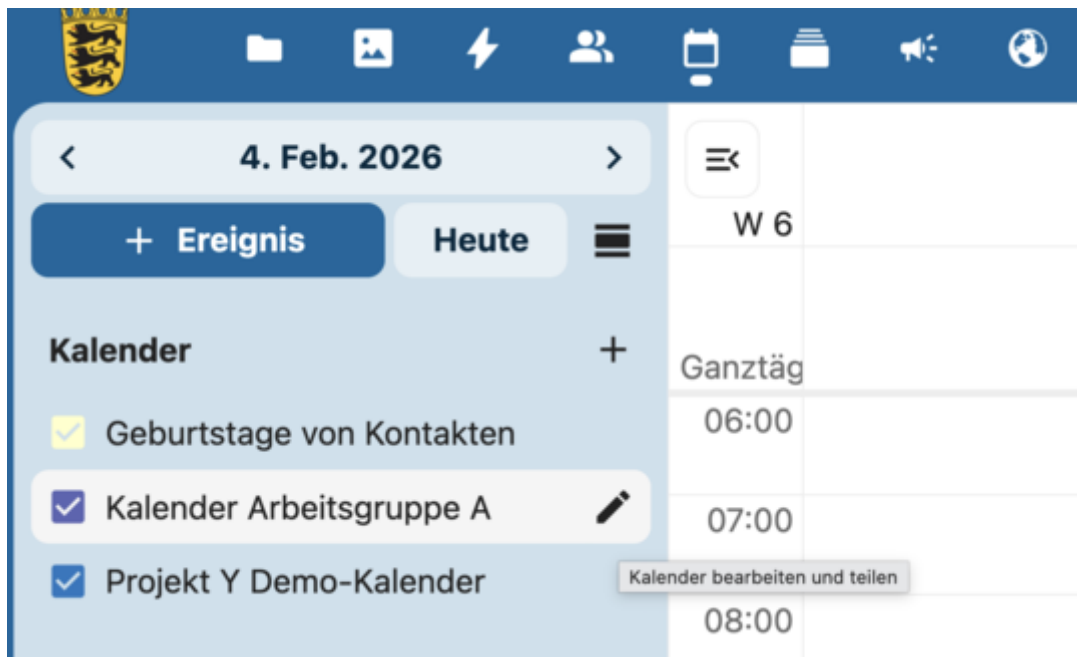 4. Feb. 2026
+ Ereignis
Heute
W 6
Kalender
Ganztäg
Geburtstage von Kontakten
06:00
Kalender Arbeitsgruppe A
07:00
Projekt Y Demo-Kalender
Kalender bearbeiten und teilen
08:00